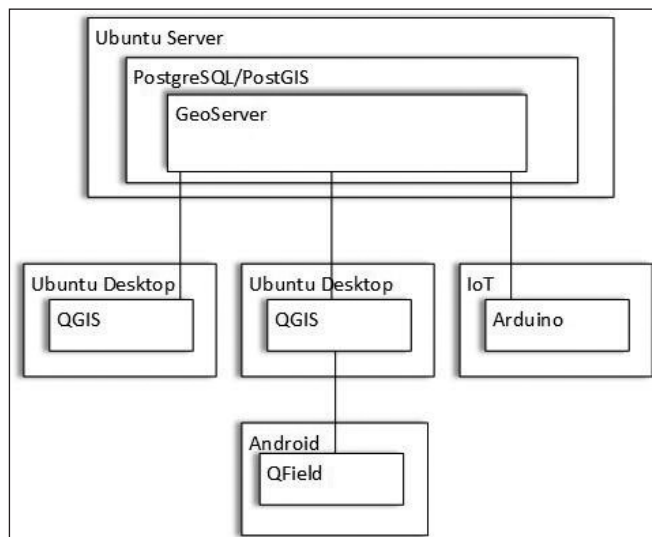 Ubuntu Server
PostgreSQL/PostGIS
GeoServer
Ubuntu Desktop
QGIS
Ubuntu Desktop
QGIS
IoT
Arduino
Android
QField